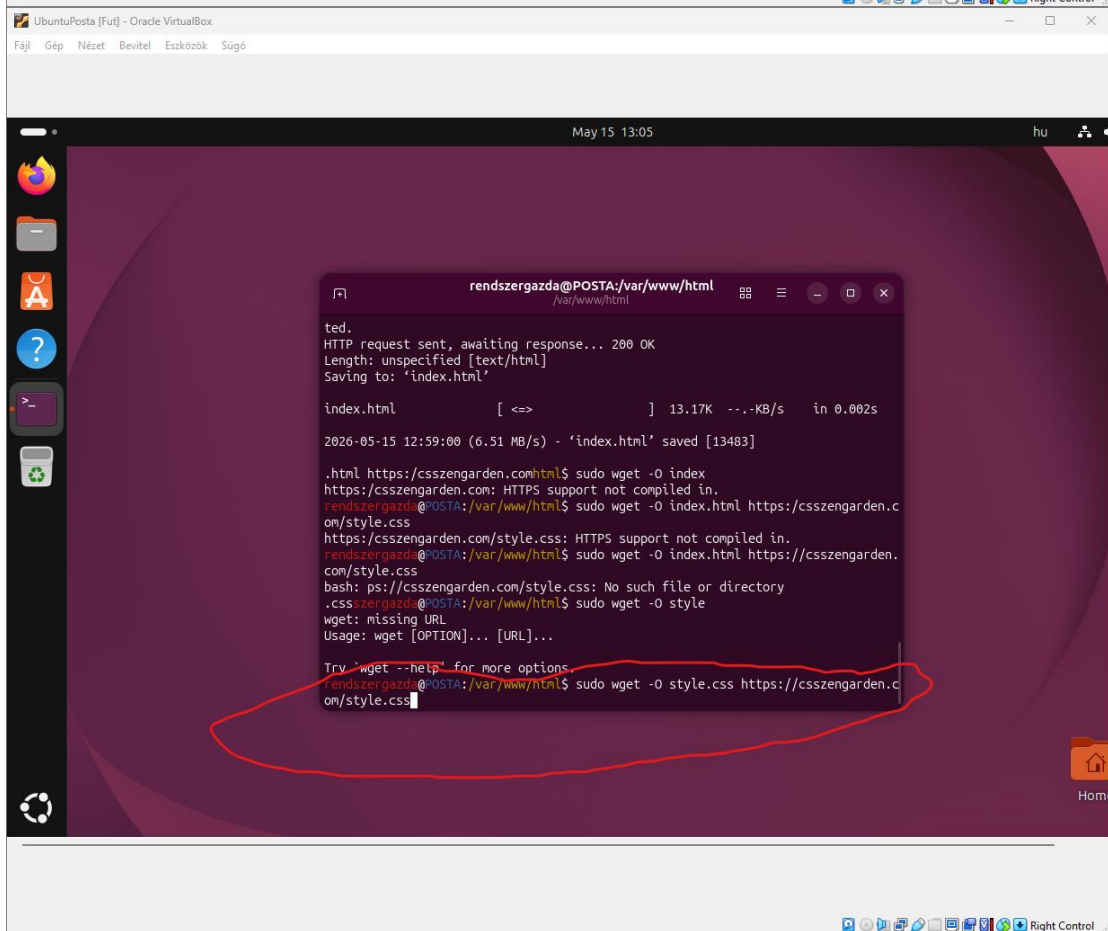 Right Control
UbuntuPosta [Fut] - Oracle VirtualBox
Fájl Gép Nézet Bevitel Eszközök Súgó
May 15 13:05
hu
rendszergazda@POSTA:/var/www/html
/var/www/html
ted.
HTTP request sent, awaiting response... 200 OK
Length: unspecified [text/html]
Saving to: ‘index.html’
index.html [ <=> ] 13.17K --.-KB/s in 0.002s
2026-05-15 12:59:00 (6.51 MB/s) - ‘index.html’ saved [13483]
.html https:/csszengarden.comhtml$ sudo wget -O index
https:/csszengarden.com: HTTPS support not compiled in.
rendszergazda@POSTA:/var/www/html$ sudo wget -O index.html https:/csszengarden.c
om/style.css
https:/csszengarden.com/style.css: HTTPS support not compiled in.
rendszergazda@POSTA:/var/www/html$ sudo wget -O index.html https://csszengarden.
com/style.css
bash: ps://csszengarden.com/style.css: No such file or directory
.cssszergazda@POSTA:/var/www/html$ sudo wget -O style
wget: missing URL
Usage: wget [OPTION]... [URL]...
Try `wget --help' for more options.
rendszergazda@POSTA:/var/www/html$ sudo wget -O style.css https://csszengarden.c
om/style.css
Home
Right Control